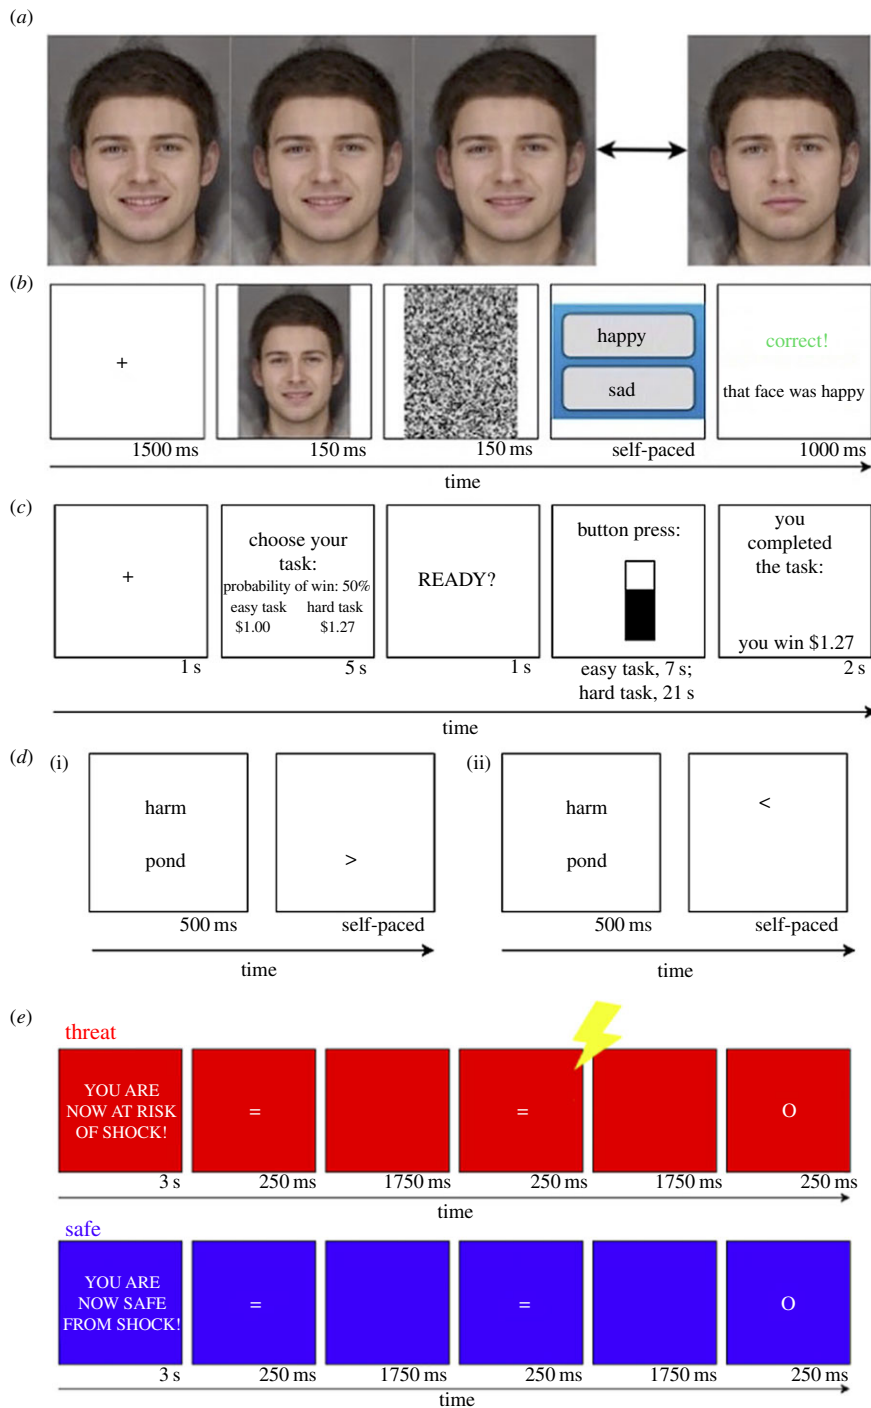 (a)
(b)
+
happy
sad
correct!
that face was happy
1500 ms
150 ms
150 ms
self-paced
1000 ms
time
(c)
+
choose your
task:
probability of win: 50%
easy task hard task
$1.00 $1.27
READY?
button press:
you
completed
the task:
you win $1.27
1 s
5 s
1 s
easy task, 7 s;
hard task, 21 s
2 s
time
(d)
(i)
harm
pond
>
500 ms
self-paced
time
(ii)
harm
pond
<
500 ms
self-paced
time
(e)
threat
YOU ARE
NOW AT RISK
OF SHOCK!
=
=
O
3 s
250 ms
1750 ms
250 ms
1750 ms
250 ms
time
safe
YOU ARE
NOW SAFE
FROM SHOCK!
=
=
O
3 s
250 ms
1750 ms
250 ms
1750 ms
250 ms
time